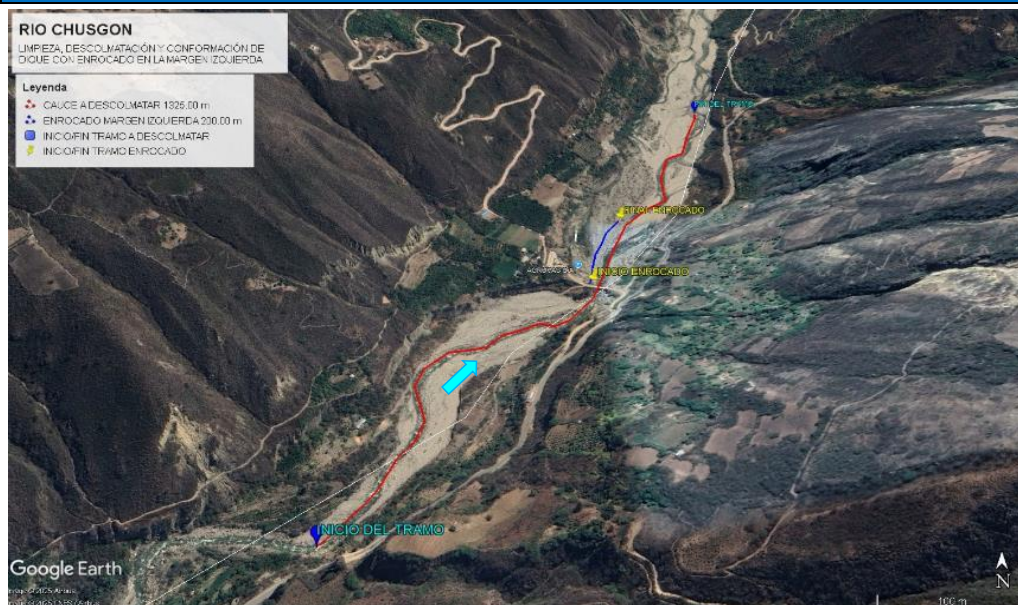 RIO CHUSGON
LIMPIEZA, DESCOLMATACIÓN Y CONFORMACIÓN DE
DIQUE CON ENROCADO EN LA MARGEN IZQUIERDA
Leyenda
CAUCE A DESCOLMATAR 1325.00 m
ENROCADO MARGEN IZQUIERDA 200.00 m
INICIO/FIN TRAMO A DESCOLMATAR
INICIO/FIN TRAMO ENROCADO
DEL TRAMO
ENROCADO
INICIO ENROCADO
INICIO DEL TRAMO
Google Earth
N
100 m